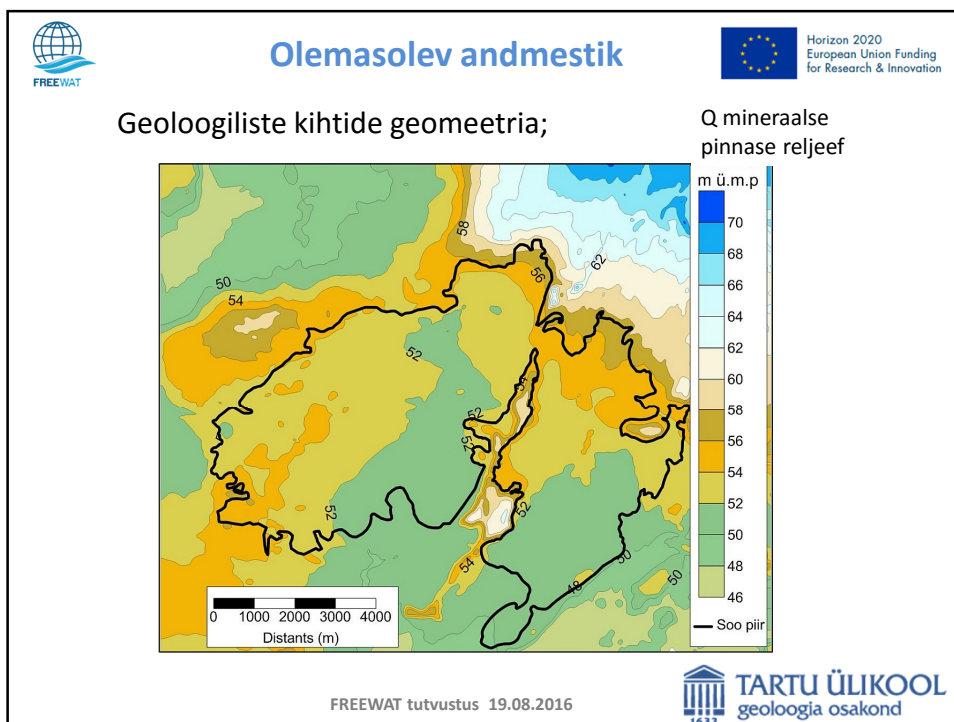 FREEWAT
Olemasolev andmestik
Horizon 2020
European Union Funding
for Research & Innovation
Geoloogiliste kihtide geomeetria;
Q mineraalse
pinnase reljeef
m ü.m.p
70
68
66
64
62
60
58
56
54
52
50
48
46
Soo piir
58
56
62
50
54
52
54
52
52
52
52
54
50
48
50
0 1000 2000 3000 4000
Distants (m)
FREEWAT tutvustus 19.08.2016
TARTU ÜLIKOOL
geoloogia osakond
1632